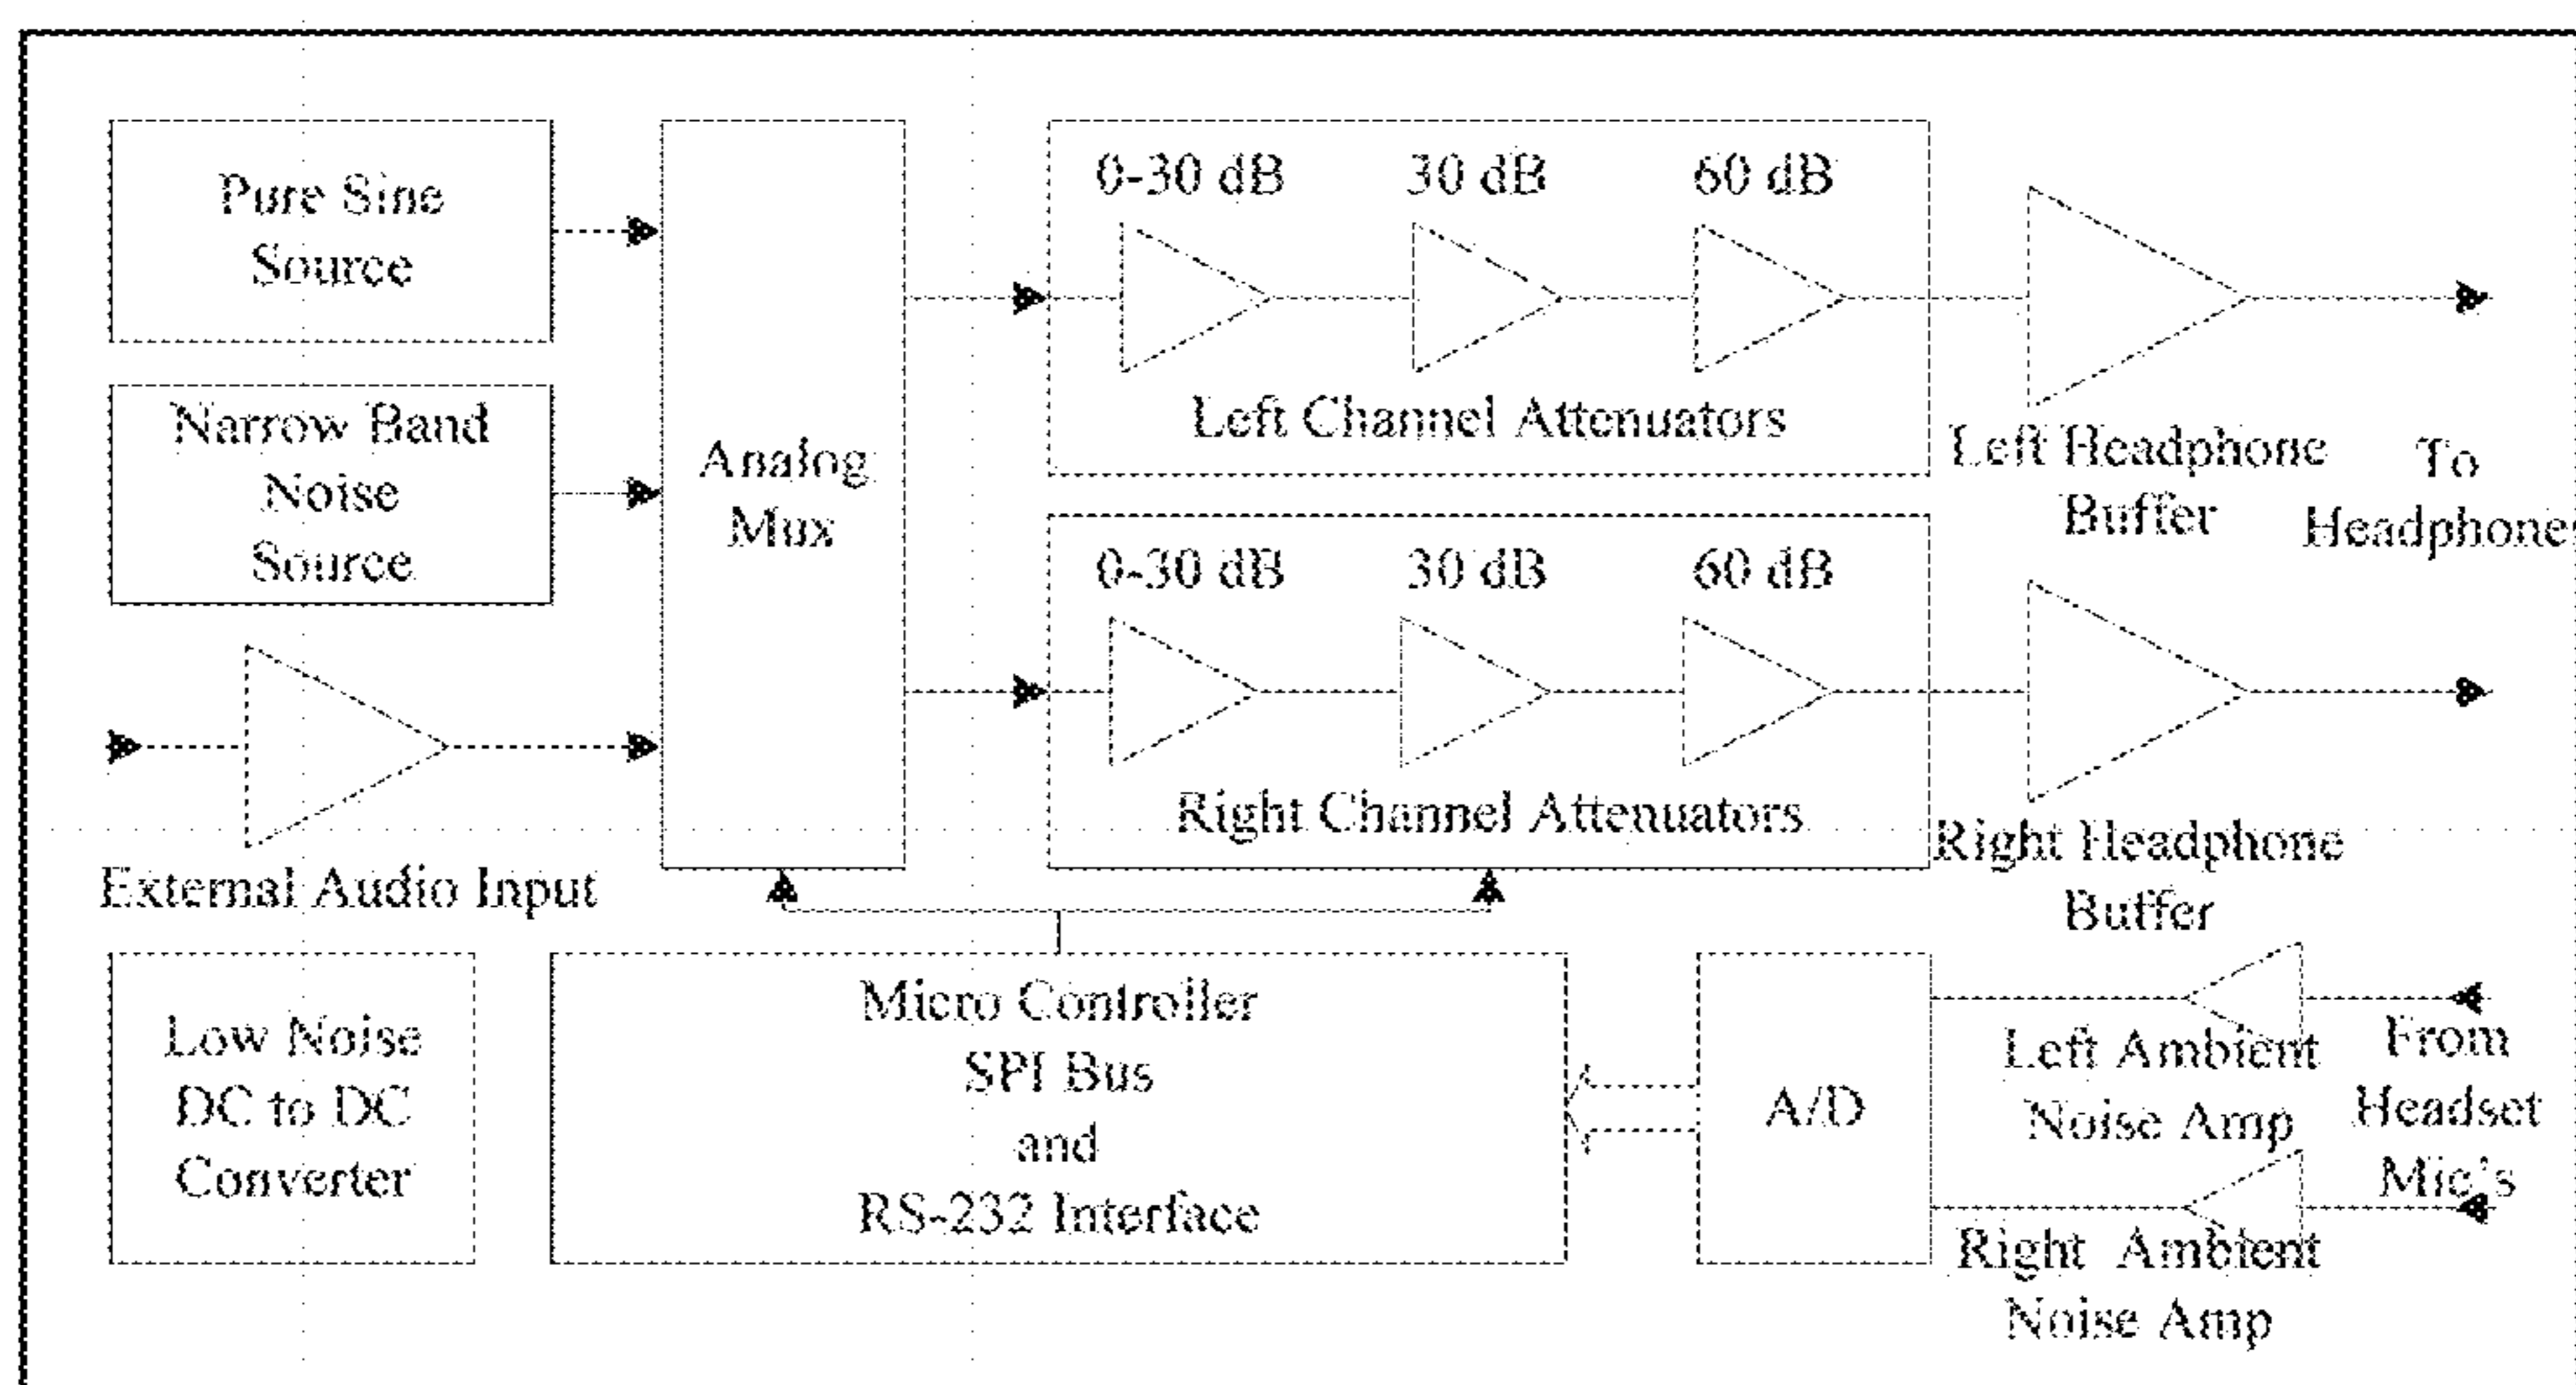 Pure Sine
Source
Narrow Band
Noise
Source
External Audio Input
Analog
Mux
0-30 dB 30 dB 60 dB
Left Channel Attenuators
0-30 dB 30 dB 60 dB
Right Channel Attenuators
Left Headphone
Buffer
To
Headphones
Right Headphone
Buffer
Low Noise
DC to DC
Converter
Micro Controller
SPI Bus
and
RS-232 Interface
A/D
Left Ambient
Noise Amp
From
Headset
Mic's
Right Ambient
Noise Amp